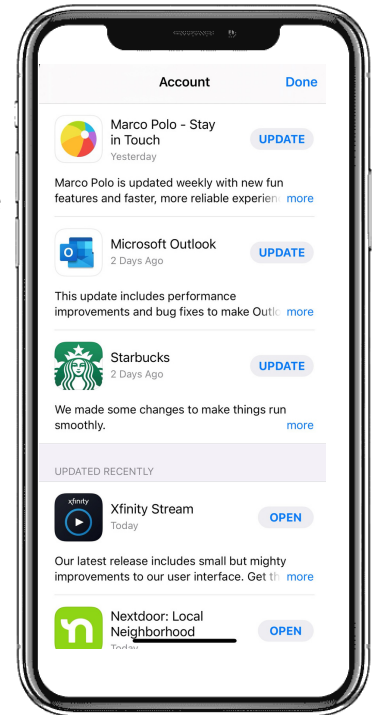 Account
Done
Marco Polo - Stay
in Touch
Yesterday
UPDATE
Marco Polo is updated weekly with new fun
features and faster, more reliable experien
more
Microsoft Outlook
2 Days Ago
UPDATE
This update includes performance
improvements and bug fixes to make Outlo
more
Starbucks
2 Days Ago
UPDATE
We made some changes to make things run
smoothly.
more
UPDATED RECENTLY
xfinity
Xfinity Stream
Today
OPEN
Our latest release includes small but mighty
improvements to our user interface. Get th
more
Nextdoor: Local
Neighborhood
Today
OPEN